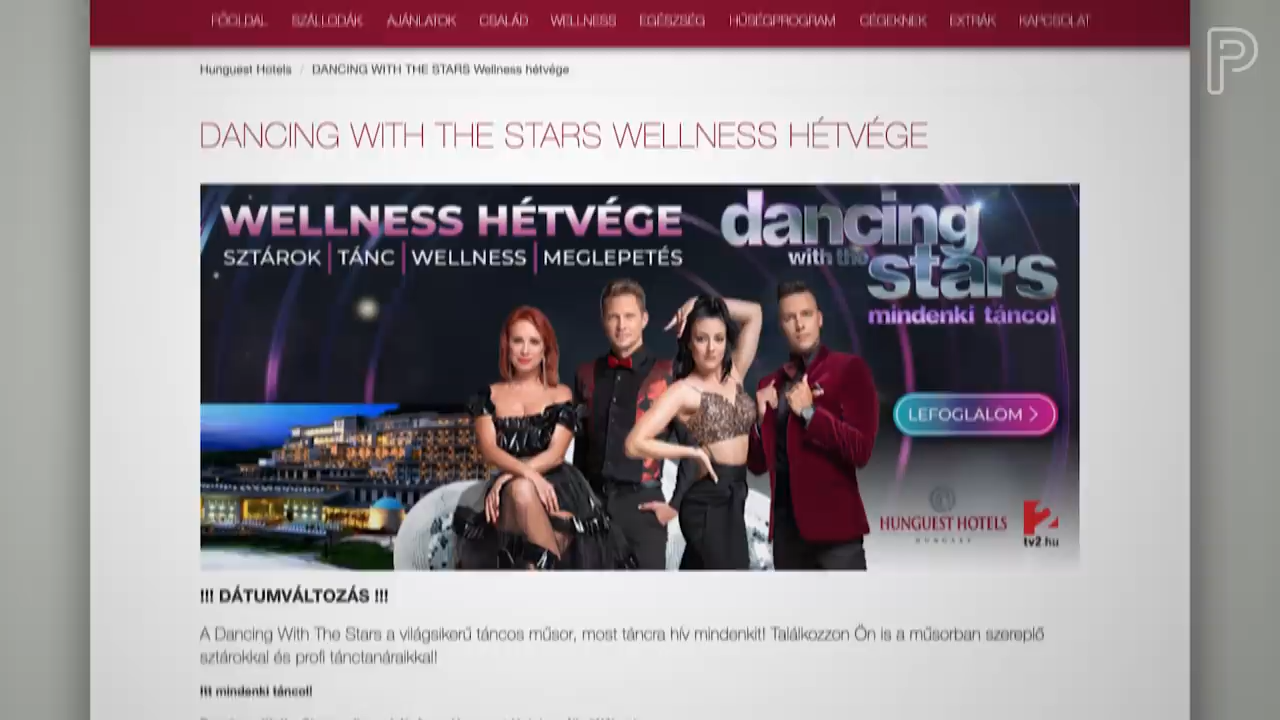 FŐOLDAL SZÁLLODÁK AJÁNLATOK CSALÁD WELLNESS EGÉSZSÉG HŰSÉGPROGRAM CÉGEKNEK EXTRÁK KAPCSOLAT
P
Hunguest Hotels / DANCING WITH THE STARS Wellness hétvége
DANCING WITH THE STARS WELLNESS HÉTVÉGE
WELLNESS HÉTVÉGE
SZTÁROK | TÁNC | WELLNESS | MEGLEPETÉS
dancing
with the
stars
mindenki táncol
LEFOGLALOM
HUNGUEST HOTELS
HUNGARY
tv2.hu
!!! DÁTUMVÁLTOZÁS !!!
A Dancing With The Stars a világsikerű táncos műsor, most táncra hív mindenkit! Találkozzon Ön is a műsorban szereplő
sztárokkal és profi tánctanáraikkal!
!!! mindenki táncol!